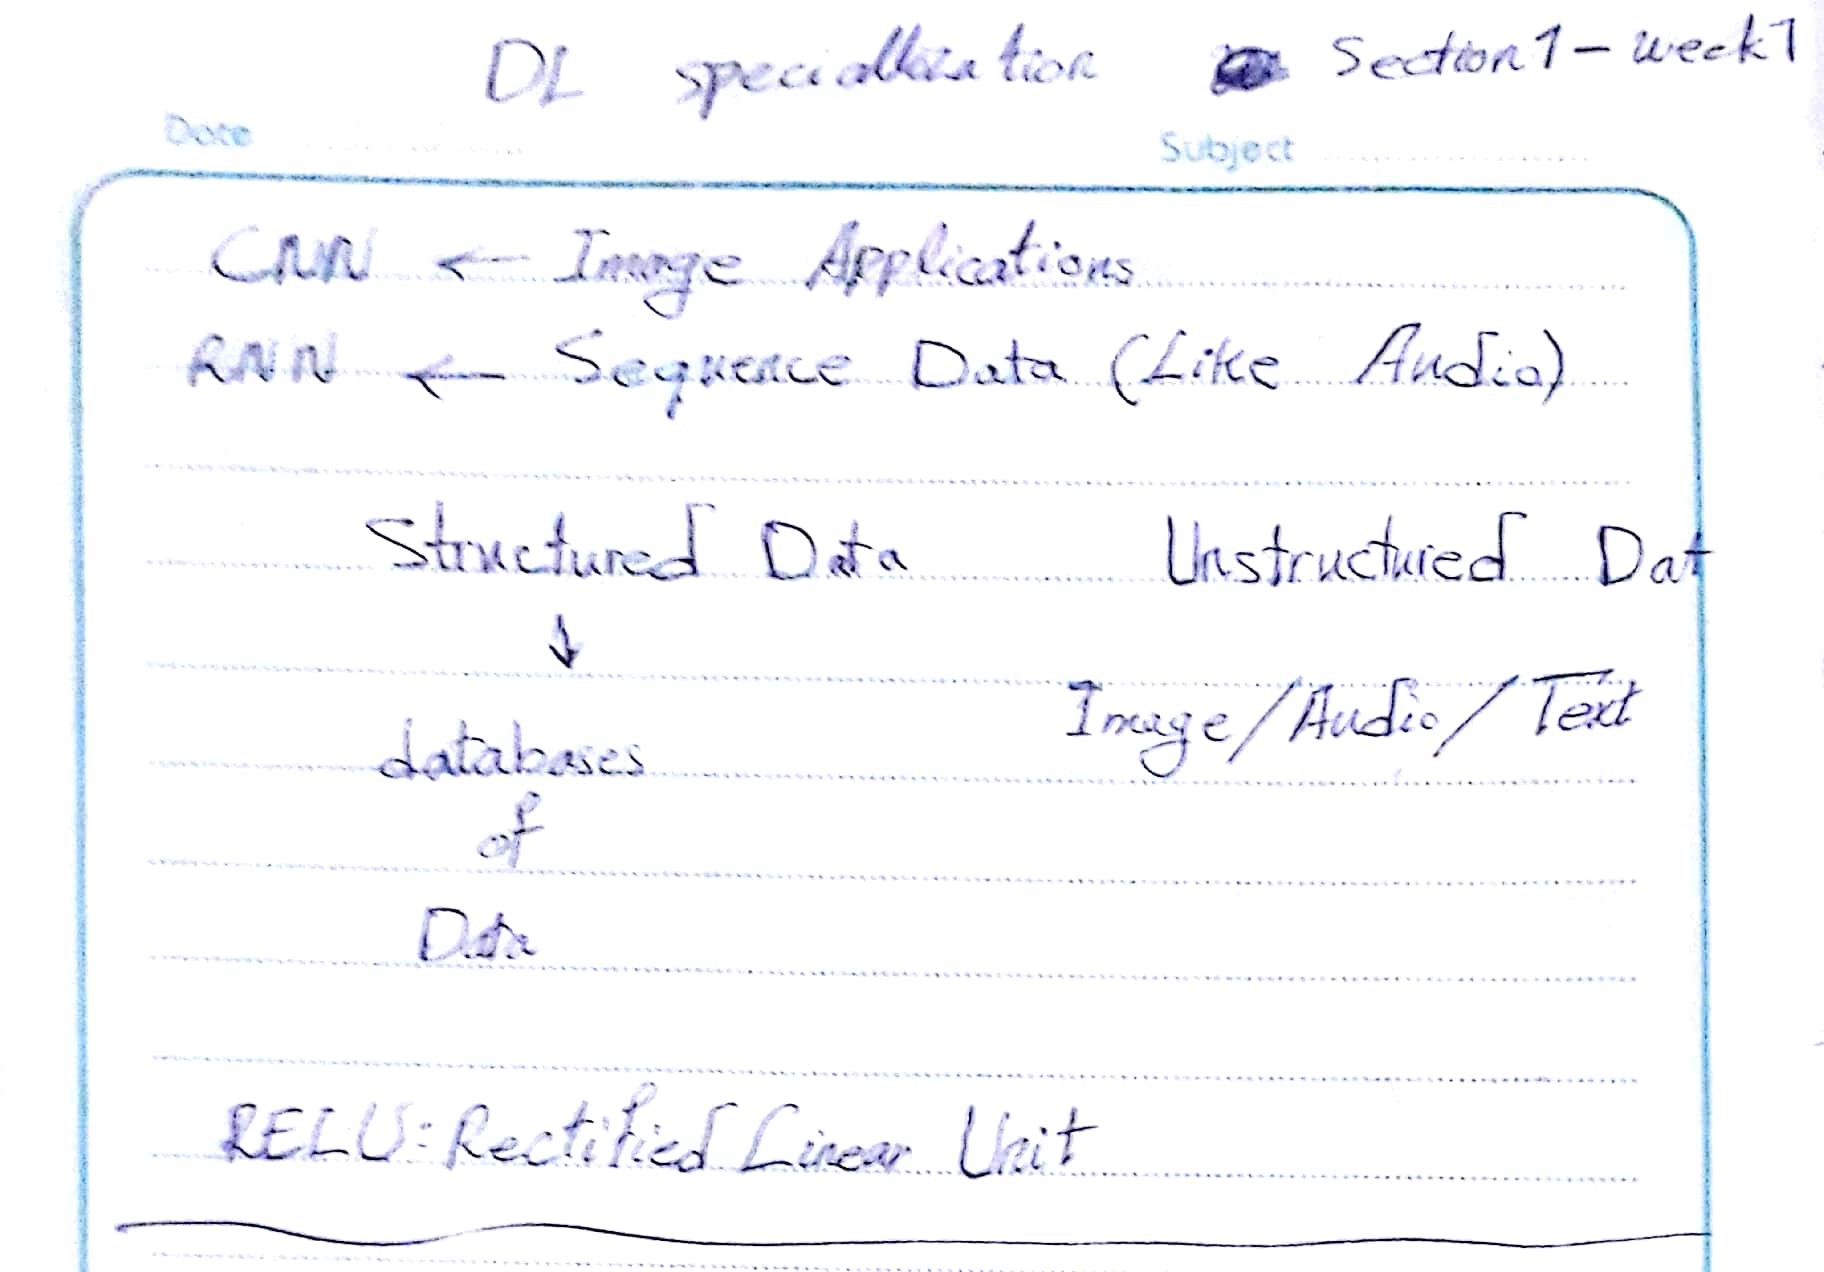 DL specialization Section 1 - week 1
Date Subject
CNN ← Image Applications
RNN ← Sequence Data (Like Audio)
Structured Data Unstructured Dat
↓
Image/Audio/Text
databases
of
Data
RELU: Rectified Linear Unit